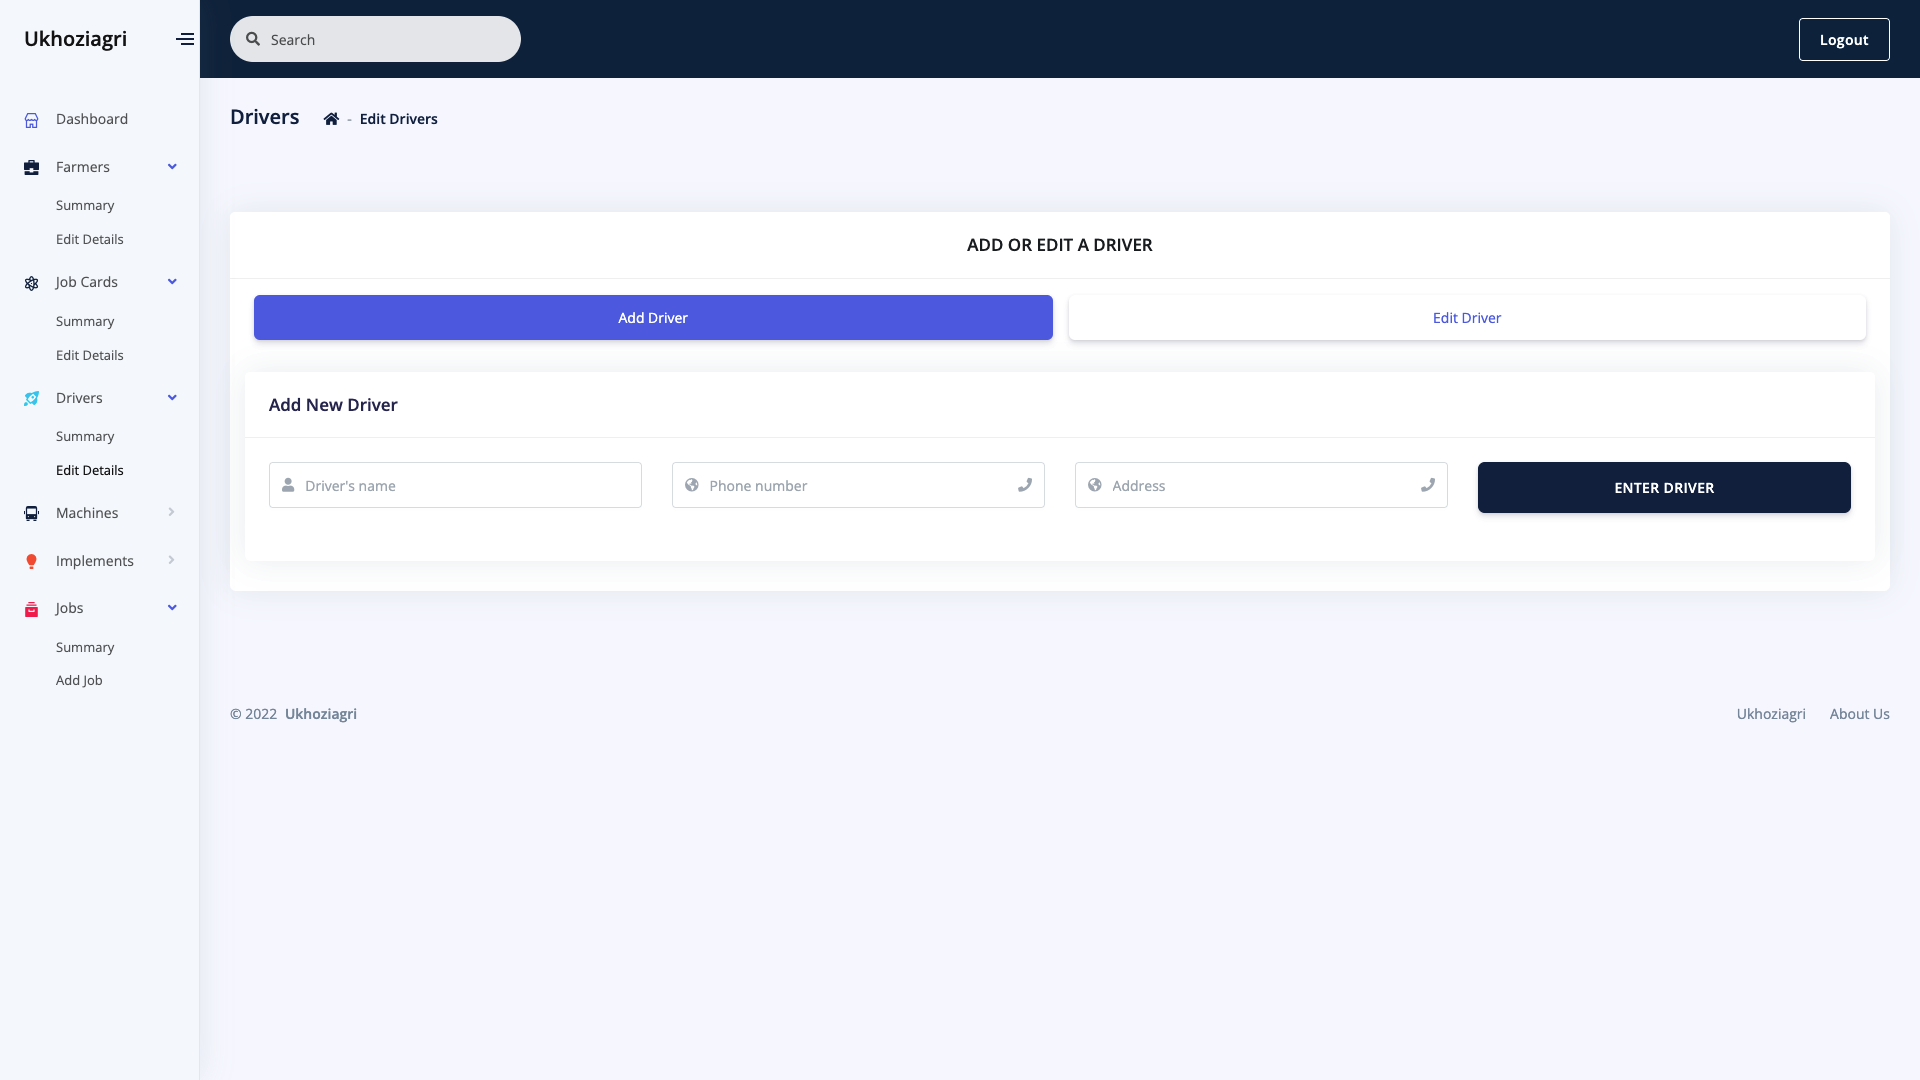 Ukhoziagri
Search
Logout
Dashboard
Farmers
Summary
Edit Details
Job Cards
Summary
Edit Details
Drivers
Summary
Edit Details
Machines
Implements
Jobs
Summary
Add Job
Drivers - Edit Drivers
ADD OR EDIT A DRIVER
Add Driver
Edit Driver
Add New Driver
Driver's name
Phone number
Address
ENTER DRIVER
© 2022 Ukhoziagri
Ukhoziagri
About Us